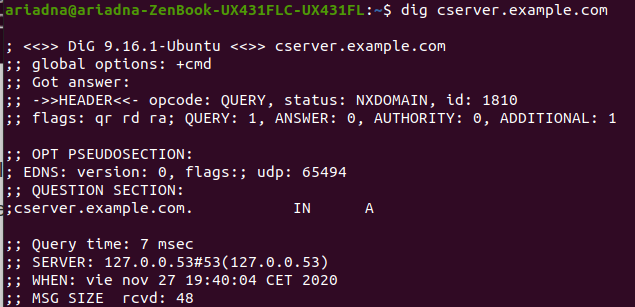 ariadna@ariadna-ZenBook-UX431FLC-UX431FL:~$ dig cserver.example.com
; <<>> DiG 9.16.1-Ubuntu <<>> cserver.example.com
;; global options: +cmd
;; Got answer:
;; ->>HEADER<<- opcode: QUERY, status: NXDOMAIN, id: 1810
;; flags: qr rd ra; QUERY: 1, ANSWER: 0, AUTHORITY: 0, ADDITIONAL: 1
;; OPT PSEUDOSECTION:
; EDNS: version: 0, flags:; udp: 65494
;; QUESTION SECTION:
;cserver.example.com. IN A
;; Query time: 7 msec
;; SERVER: 127.0.0.53#53(127.0.0.53)
;; WHEN: vie nov 27 19:40:04 CET 2020
;; MSG SIZE rcvd: 48